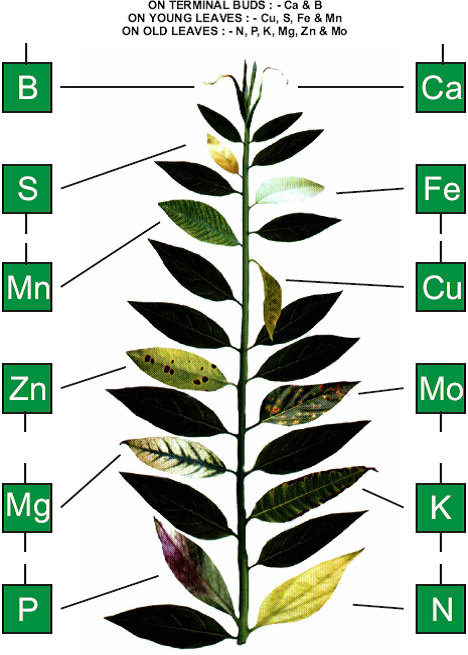 ON TERMINAL BUDS : - Ca & B
ON YOUNG LEAVES : - Cu, S, Fe & Mn
ON OLD LEAVES : - N, P, K, Mg, Zn & Mo
B
Ca
S
Fe
Mn
Cu
Zn
Mo
Mg
K
P
N